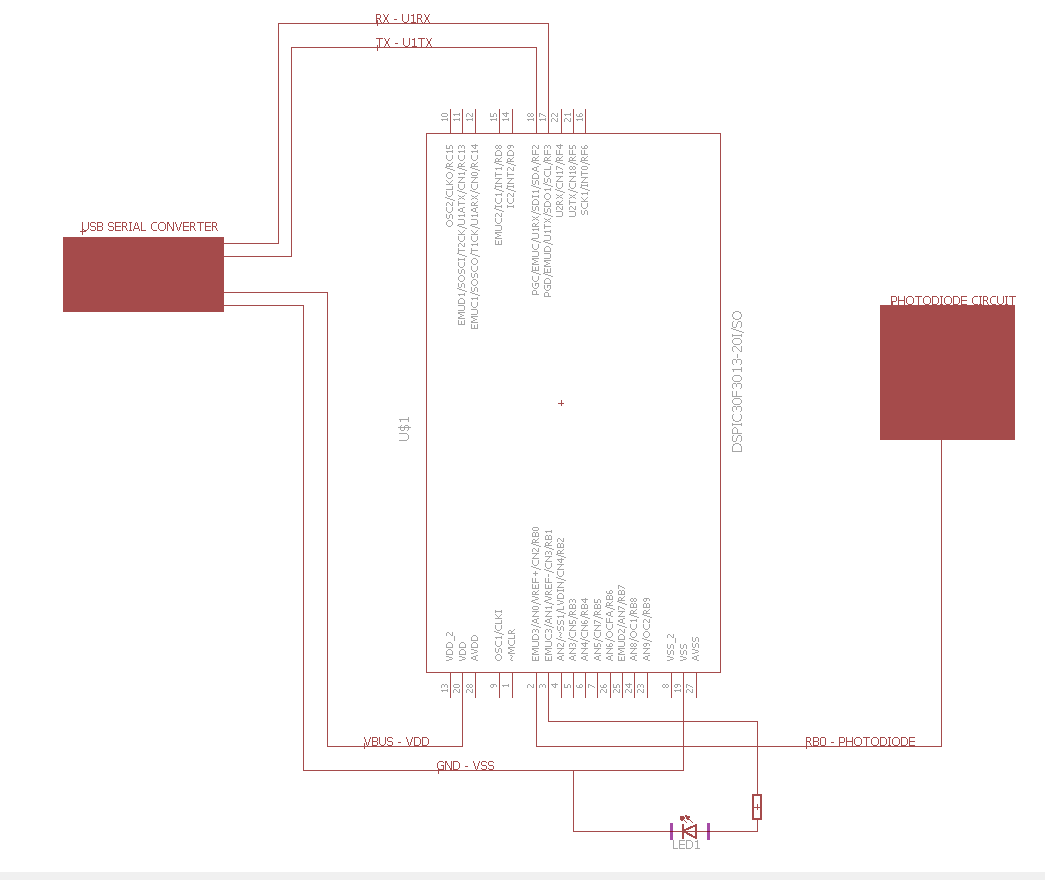 RX - U1RX
TX - U1TX
10
11
12
15
14
18
17
22
21
16
OSC2/CLKO/RC15
EMUD1/SOSCI/T2CK/U1ATX/CN1/RC13
EMUC1/SOSCO/T1CK/U1ARX/CN0/RC14
EMUC2/IC1/INT1/RD8
IC2/INT2/RD9
PGC/EMUC/U1RX/SDI1/SDA/RF2
PGD/EMUD/U1TX/SDO1/SCL/RF3
U2RX/CN17/RF4
U2TX/CN18/RF5
SCK1/INT0/RF6
USB SERIAL CONVERTER
PHOTODIODE CIRCUIT
U$1
DSPIC30F3013-20I/SO
VDD_2
VDD
AVDD
OSC1/CLKI
~MCLR
EMUD3/AN0/VREF+/CN2/RB0
EMUC3/AN1/VREF-/CN3/RB1
AN2/~SS1/LVDIN/CN4/RB2
AN3/CN5/RB3
AN4/CN6/RB4
AN5/CN7/RB5
AN6/OCFA/RB6
EMUD2/AN7/RB7
AN8/OC1/RB8
AN9/OC2/RB9
VSS_2
VSS
AVSS
13
20
28
9
1
2
3
4
5
6
7
26
25
24
23
8
19
27
VBUS - VDD
RB0 - PHOTODIODE
GND - VSS
LED1